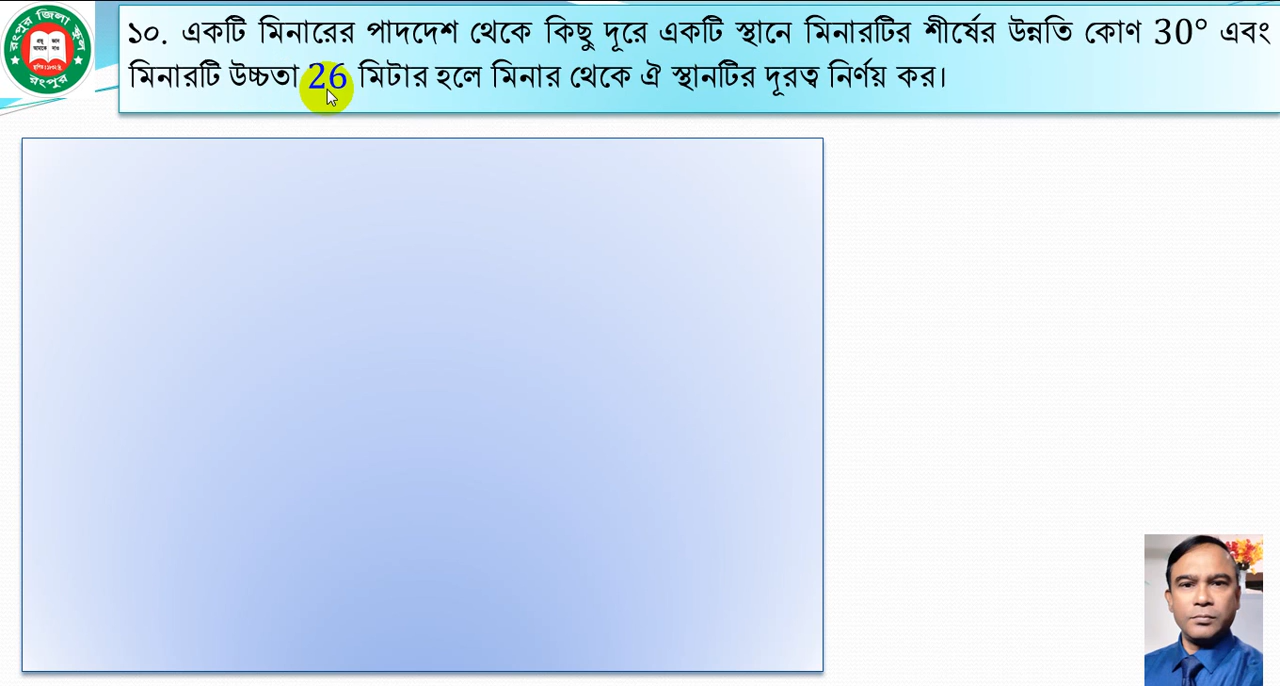 রংপুর জিলা স্কুল
রংপুর
১০. একটি মিনারের পাদদেশ থেকে কিছু দূরে একটি স্থানে মিনারটির শীর্ষের উন্নতি কোণ 30° এবং
মিনারটি উচ্চতা 26 মিটার হলে মিনার থেকে ঐ স্থানটির দূরত্ব নির্ণয় কর।